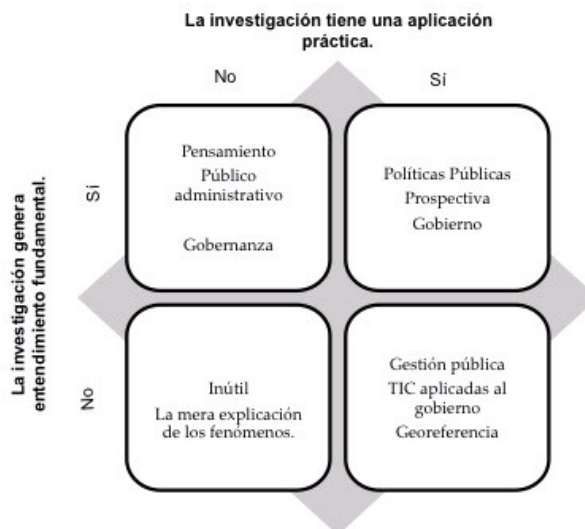 La investigación tiene una aplicación
práctica.
No
Sí
La investigación genera
entendimiento fundamental.
Sí
No
Pensamiento
Público
administrativo
Gobernanza
Políticas Públicas
Prospectiva
Gobierno
Inútil
La mera explicación
de los fenómenos.
Gestión pública
TIC aplicadas al
gobierno
Georeferencia